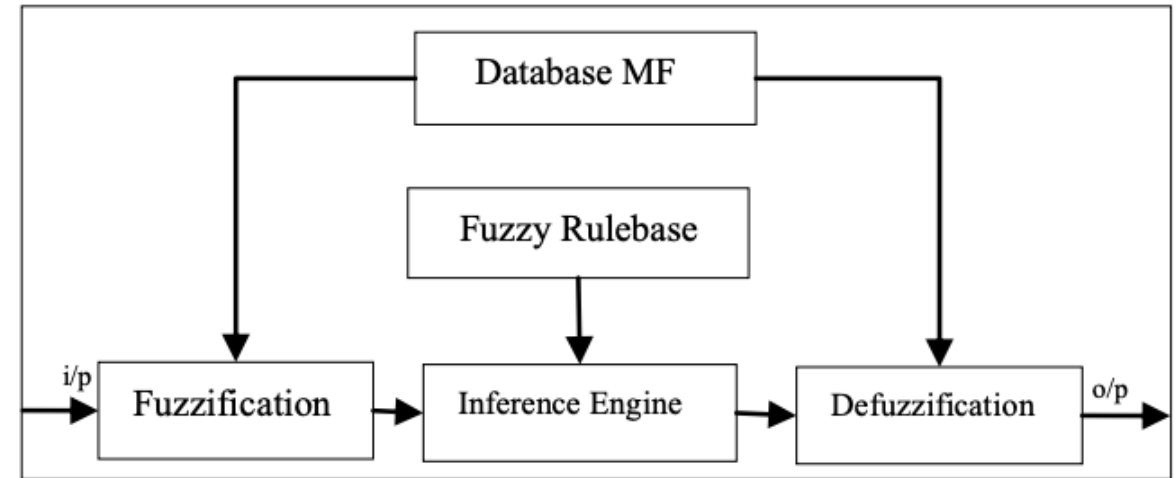 Database MF
Fuzzy Rulebase
i/p
Fuzzification
Inference Engine
Defuzzification
o/p